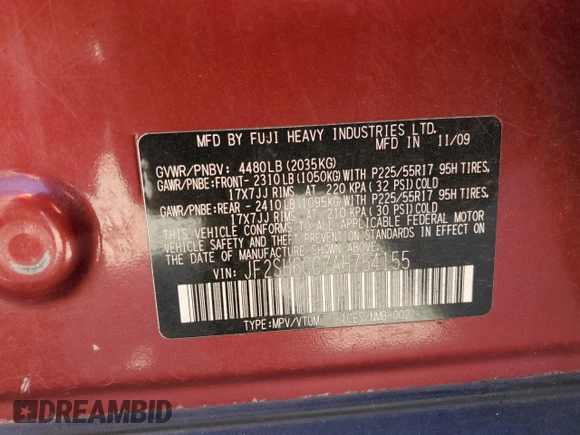 MFD BY FUJI HEAVY INDUSTRIES LTD.
MFD IN 11/09
GVWR/PNBV: 4480LB (2035KG)
GAWR/PNBE:FRONT- 2310LB(1050KG)WITH P225/55R17 95H TIRES,
17X7JJ RIMS AT 220 KPA( 32 PSI)COLD
GAWR/PNBE:REAR - 2410LB(1095KG)WITH P225/55R17 95H TIRES,
17X7JJ RIMS, AT 210 KPA( 30 PSI)COLD
THIS VEHICLE CONFORMS TO ALL APPLICABLE FEDERAL MOTOR
VEHICLE SAFETY AND THEFT PREVENTION STANDARDS IN EFFECT ON
THE DATE OF MANUFACTURE SHOWN ABOVE.
VIN:
TYPE:MPV/VTUM
DREAMBID